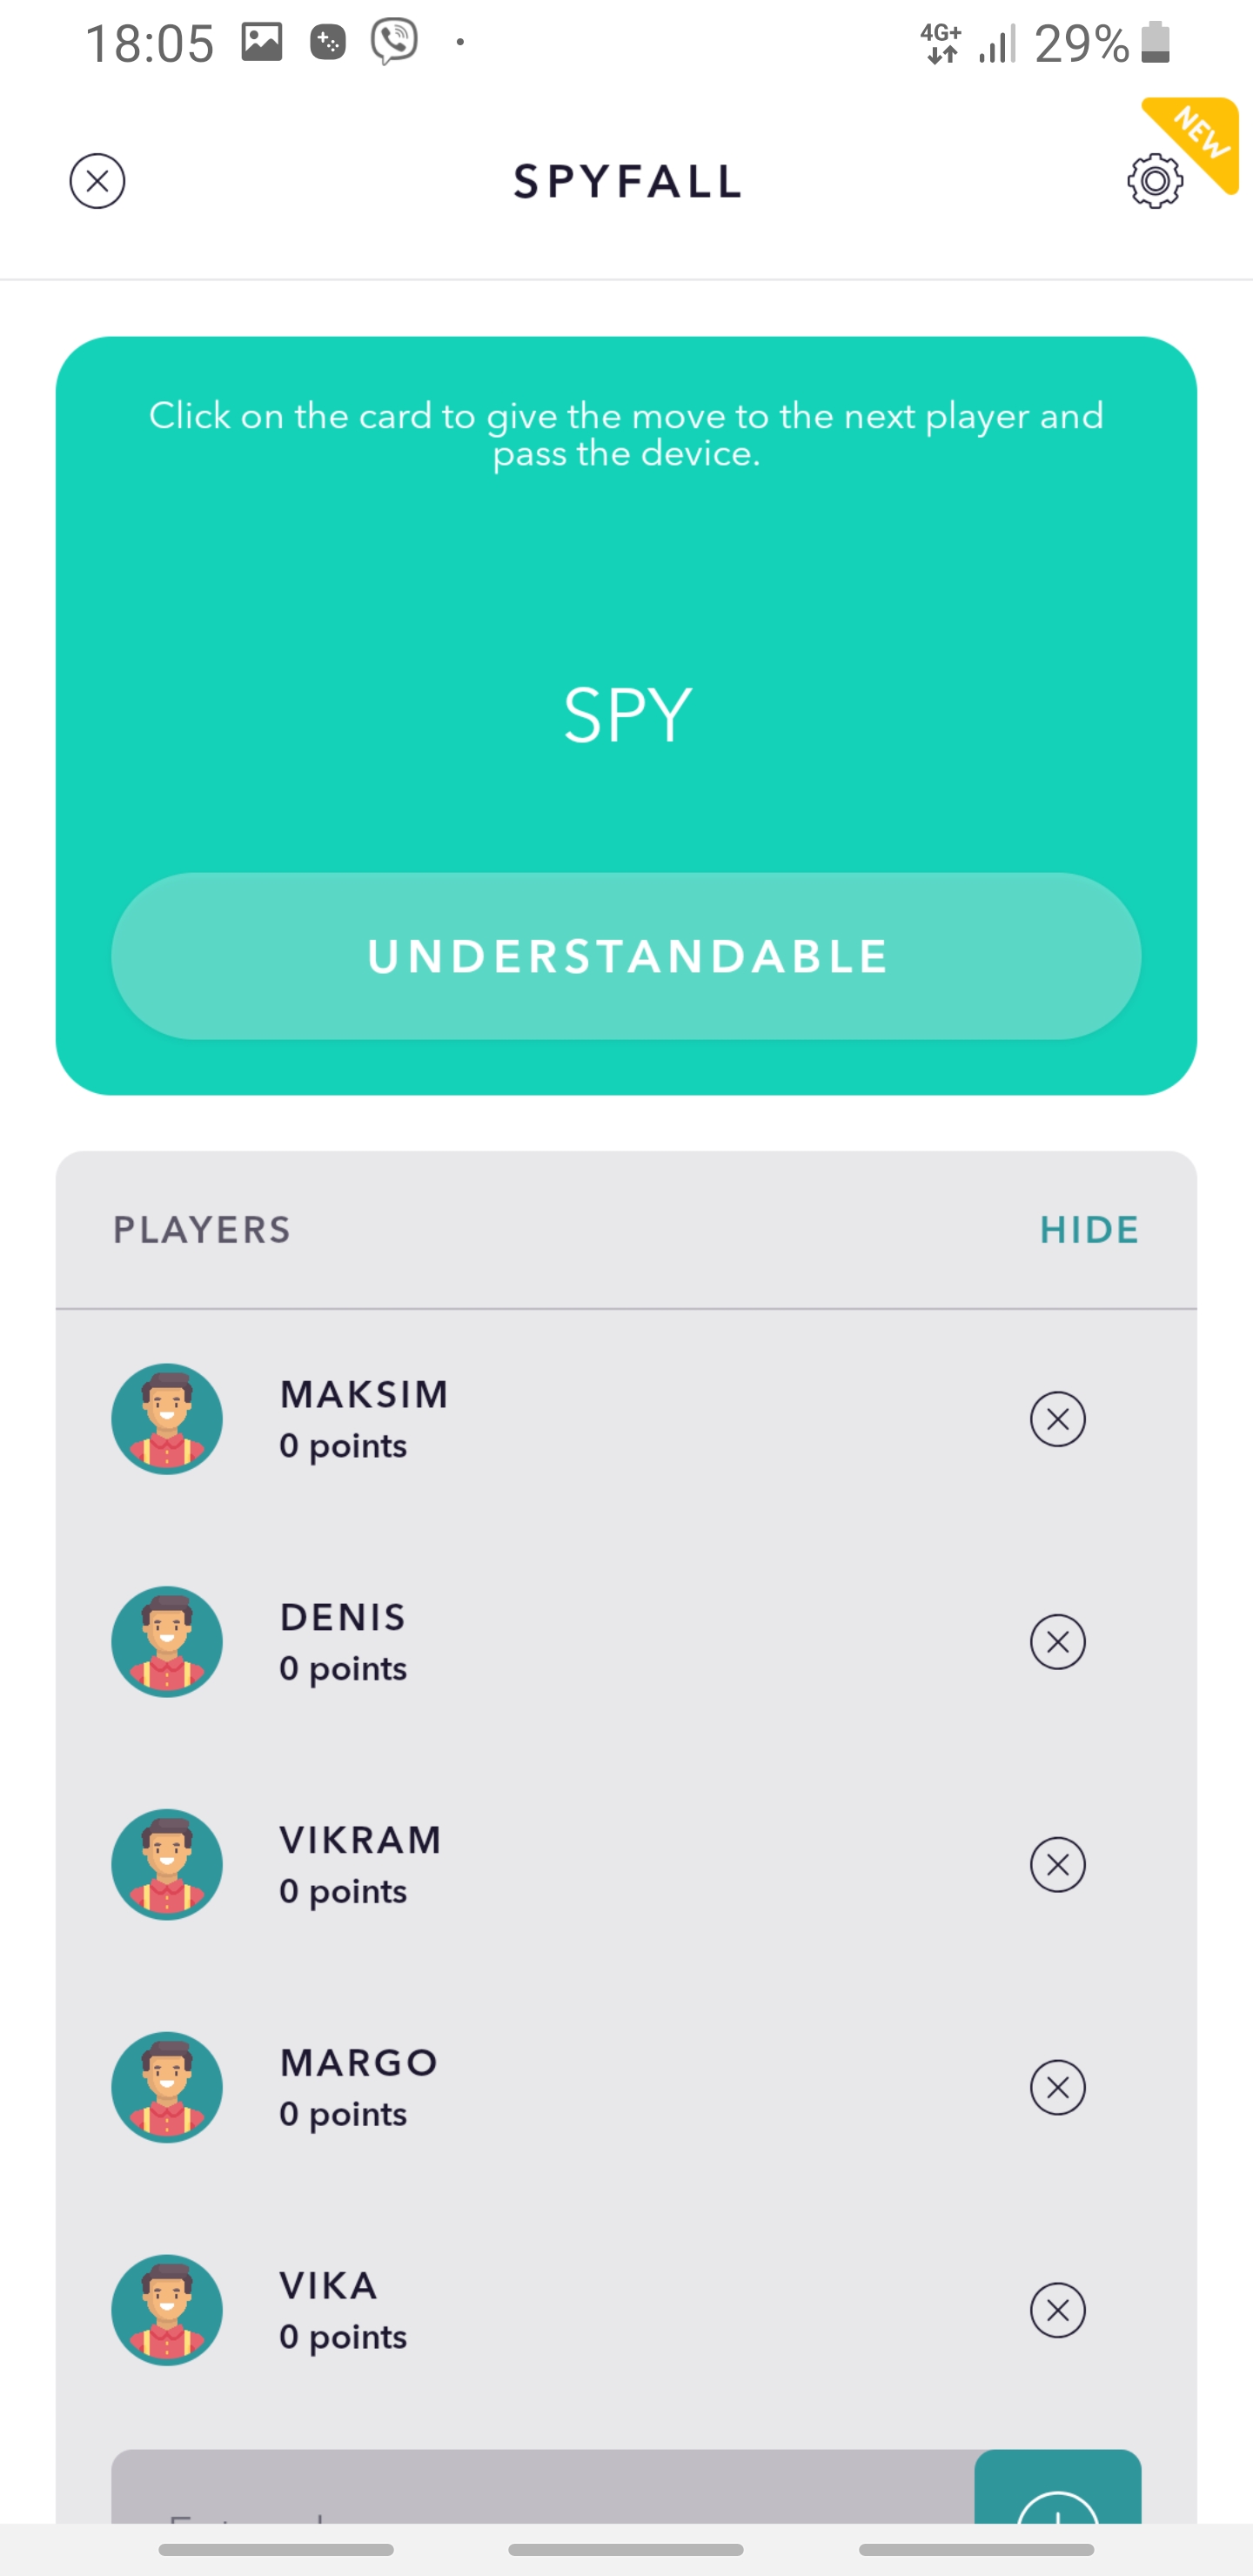 18:05
4G+
29%
NEW
SPYFALL
Click on the card to give the move to the next player and
pass the device.
SPY
UNDERSTANDABLE
PLAYERS
HIDE
MAKSIM
0 points
DENIS
0 points
VIKRAM
0 points
MARGO
0 points
VIKA
0 points